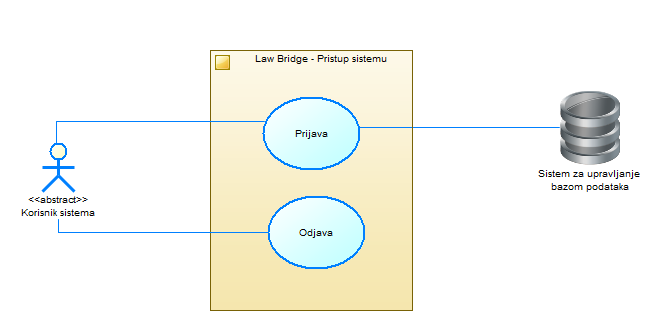 Law Bridge - Pristup sistemu
Prijava
Sistem za upravljanje
bazom podataka
<<abstract>>
Korisnik sistema
Odjava